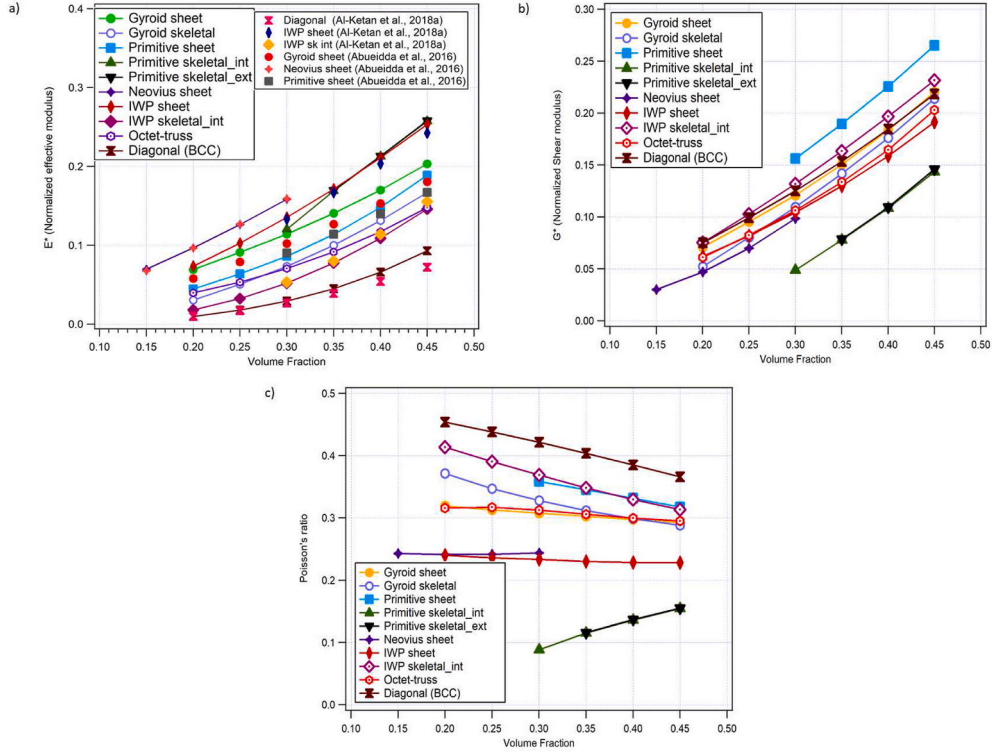 a)
E* (Normalized effective modulus)
0.4
0.3
0.2
0.1
0.0
Gyroid sheet
Gyroid skeletal
Primitive sheet
Primitive skeletal_int
Primitive skeletal_ext
Neovius sheet
IWP sheet
IWP skeletal_int
Octet-truss
Diagonal (BCC)
Diagonal (Al-Ketan et al., 2018a)
IWP sheet (Al-Ketan et al., 2018a)
IWP sk int (Al-Ketan et al., 2018a)
Gyroid sheet (Abueidda et al., 2016)
Neovius sheet (Abueidda et al., 2016)
Primitive sheet (Abueidda et al., 2016)
0.10 0.15 0.20 0.25 0.30 0.35 0.40 0.45 0.50
Volume Fraction
b)
G* (Normalized Shear modulus)
0.30
0.25
0.20
0.15
0.10
0.05
0.00
Gyroid sheet
Gyroid skeletal
Primitive sheet
Primitive skeletal_int
Primitive skeletal_ext
Neovius sheet
IWP sheet
IWP skeletal_int
Octet-truss
Diagonal (BCC)
0.10 0.15 0.20 0.25 0.30 0.35 0.40 0.45 0.50
Volume Fraction
c)
Poisson's ratio
0.5
0.4
0.3
0.2
0.1
0.0
Gyroid sheet
Gyroid skeletal
Primitive sheet
Primitive skeletal_int
Primitive skeletal_ext
Neovius sheet
IWP sheet
IWP skeletal_int
Octet-truss
Diagonal (BCC)
0.10 0.15 0.20 0.25 0.30 0.35 0.40 0.45 0.50
Volume Fraction